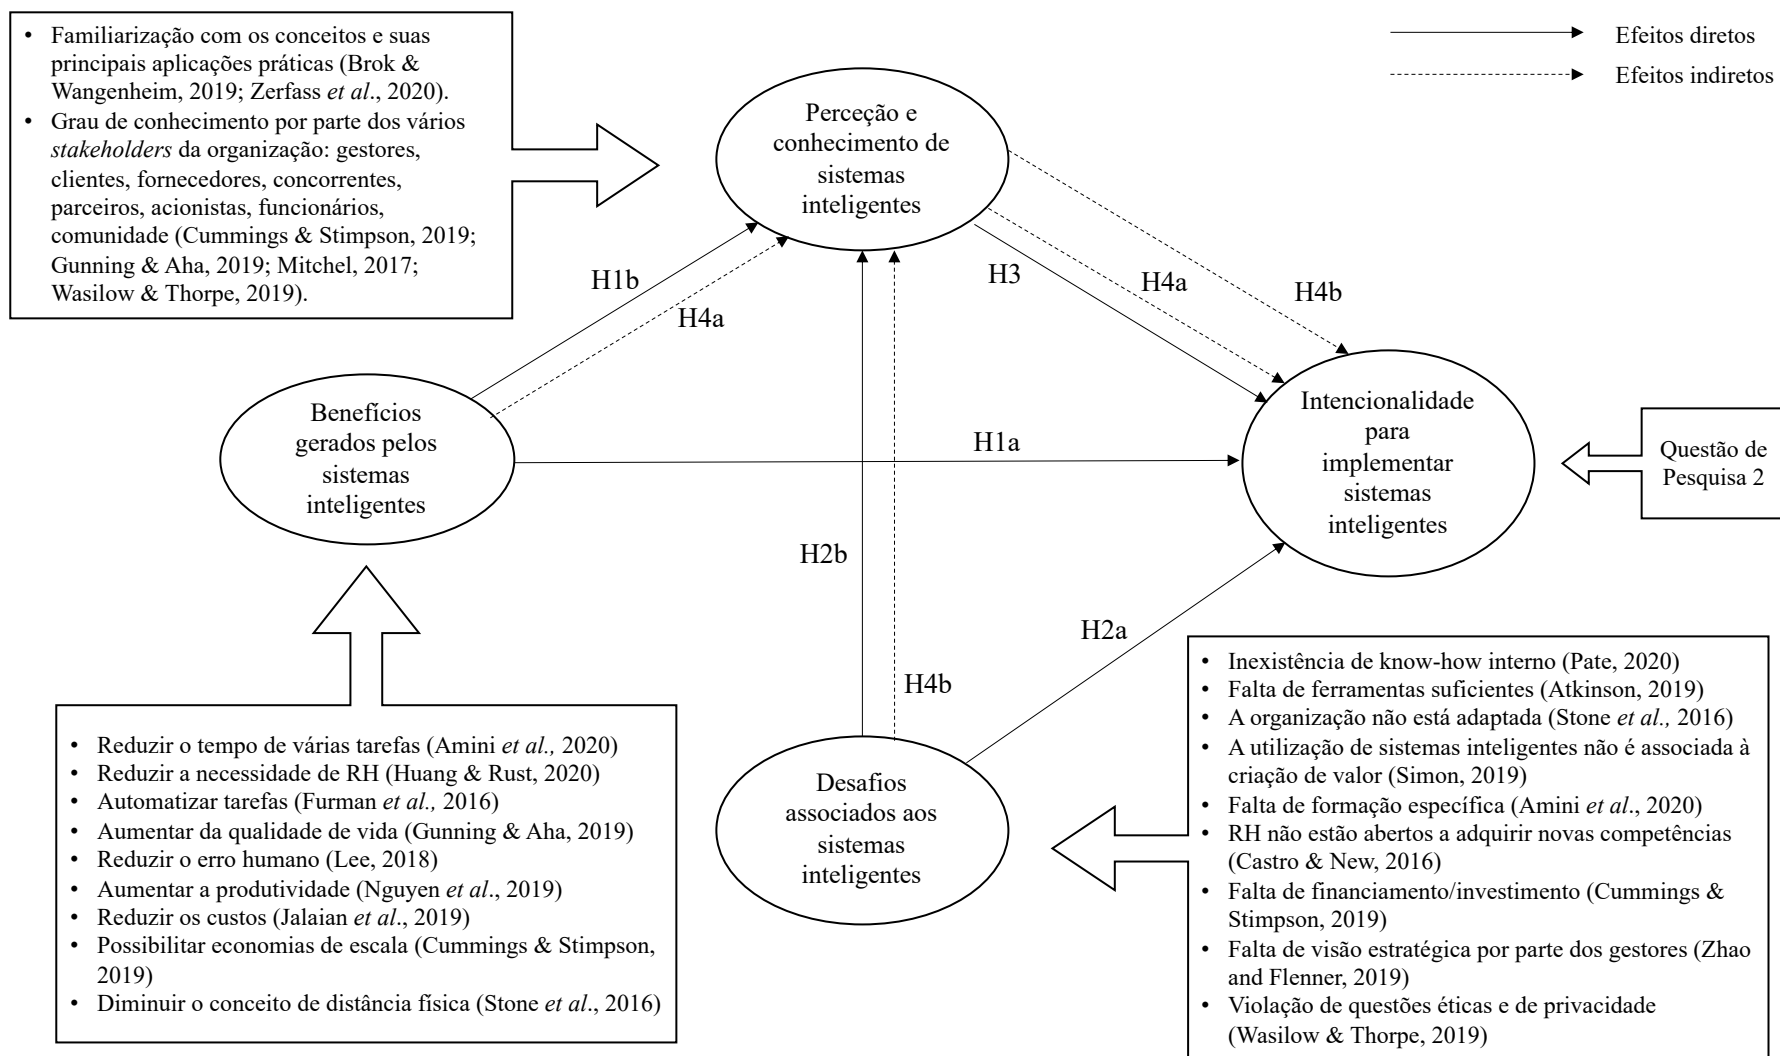 • Familiarização com os conceitos e suas
principais aplicações práticas (Brok &
Wangenheim, 2019; Zerfass et al., 2020).
• Grau de conhecimento por parte dos vários
stakeholders da organização: gestores,
clientes, fornecedores, concorrentes,
parceiros, acionistas, funcionários,
comunidade (Cummings & Stimpson, 2019;
Gunning & Aha, 2019; Mitchel, 2017;
Wasilow & Thorpe, 2019).
Efeitos diretos
Efeitos indiretos
Perceção e
conhecimento de
sistemas
inteligentes
H1b
H4a
H3
H4a
H4b
Benefícios
gerados pelos
sistemas
inteligentes
H1a
Intencionalidade
para
implementar
sistemas
inteligentes
Questão de
Pesquisa 2
H2b
H2a
H4b
• Reduzir o tempo de várias tarefas (Amini et al., 2020)
• Reduzir a necessidade de RH (Huang & Rust, 2020)
• Automatizar tarefas (Furman et al., 2016)
• Aumentar da qualidade de vida (Gunning & Aha, 2019)
• Reduzir o erro humano (Lee, 2018)
• Aumentar a produtividade (Nguyen et al., 2019)
• Reduzir os custos (Jalaian et al., 2019)
• Possibilitar economias de escala (Cummings & Stimpson,
2019)
• Diminuir o conceito de distância física (Stone et al., 2016)
Desafios
associados aos
sistemas
inteligentes
• Inexistência de know-how interno (Pate, 2020)
• Falta de ferramentas suficientes (Atkinson, 2019)
• A organização não está adaptada (Stone et al., 2016)
• A utilização de sistemas inteligentes não é associada à
criação de valor (Simon, 2019)
• Falta de formação específica (Amini et al., 2020)
• RH não estão abertos a adquirir novas competências
(Castro & New, 2016)
• Falta de financiamento/investimento (Cummings &
Stimpson, 2019)
• Falta de visão estratégica por parte dos gestores (Zhao
and Flenner, 2019)
• Violação de questões éticas e de privacidade
(Wasilow & Thorpe, 2019)